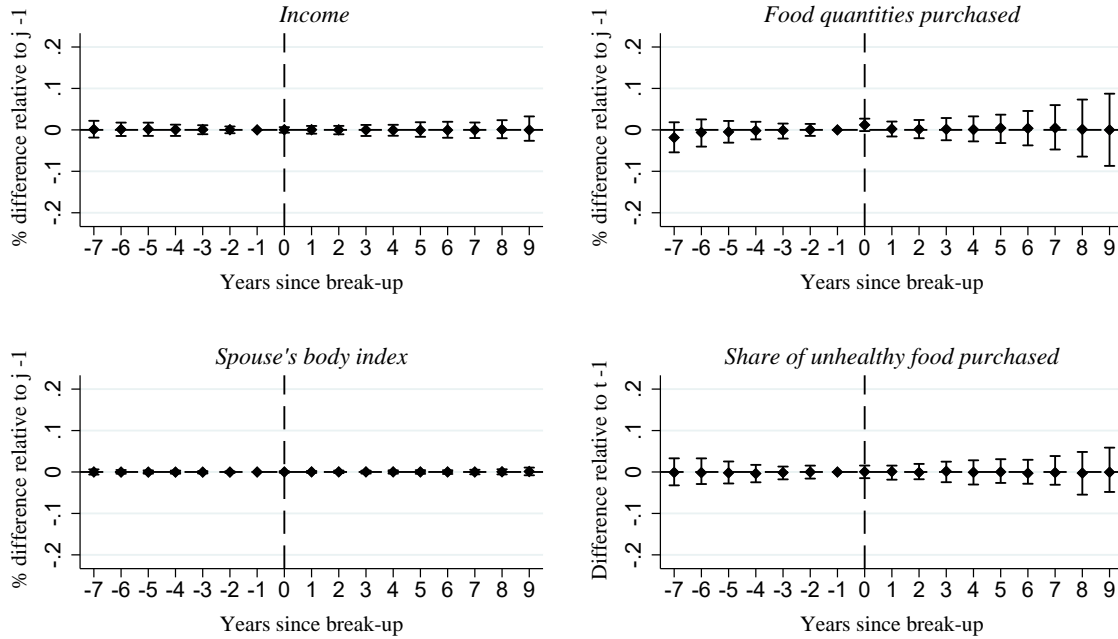 Income
% difference relative to j -1
.2
.1
0
-.1
-.2
-7 -6 -5 -4 -3 -2 -1 0 1 2 3 4 5 6 7 8 9
Years since break-up
Food quantities purchased
% difference relative to j -1
.2
.1
0
-.1
-.2
-7 -6 -5 -4 -3 -2 -1 0 1 2 3 4 5 6 7 8 9
Years since break-up
Spouse's body index
% difference relative to j -1
.2
.1
0
-.1
-.2
-7 -6 -5 -4 -3 -2 -1 0 1 2 3 4 5 6 7 8 9
Years since break-up
Share of unhealthy food purchased
Difference relative to t -1
.2
.1
0
-.1
-.2
-7 -6 -5 -4 -3 -2 -1 0 1 2 3 4 5 6 7 8 9
Years since break-up